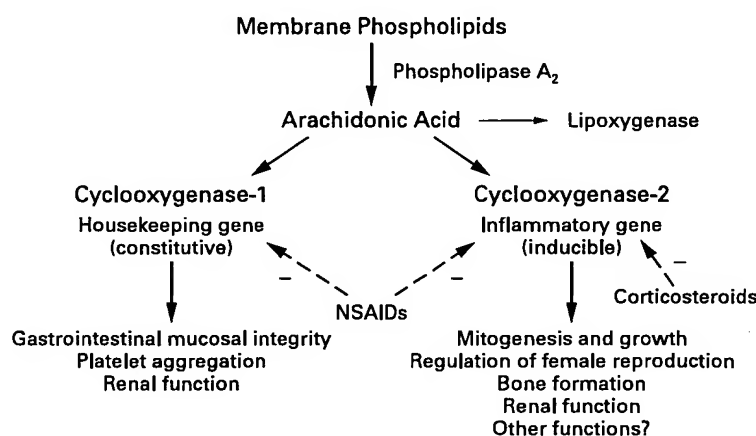 Membrane Phospholipids
Phospholipase A₂
Arachidonic Acid
Lipoxygenase
Cyclooxygenase-1
Housekeeping gene
(constitutive)
Cyclooxygenase-2
Inflammatory gene
(inducible)
–
–
–
NSAIDs
Corticosteroids
Gastrointestinal mucosal integrity
Platelet aggregation
Renal function
Mitogenesis and growth
Regulation of female reproduction
Bone formation
Renal function
Other functions?